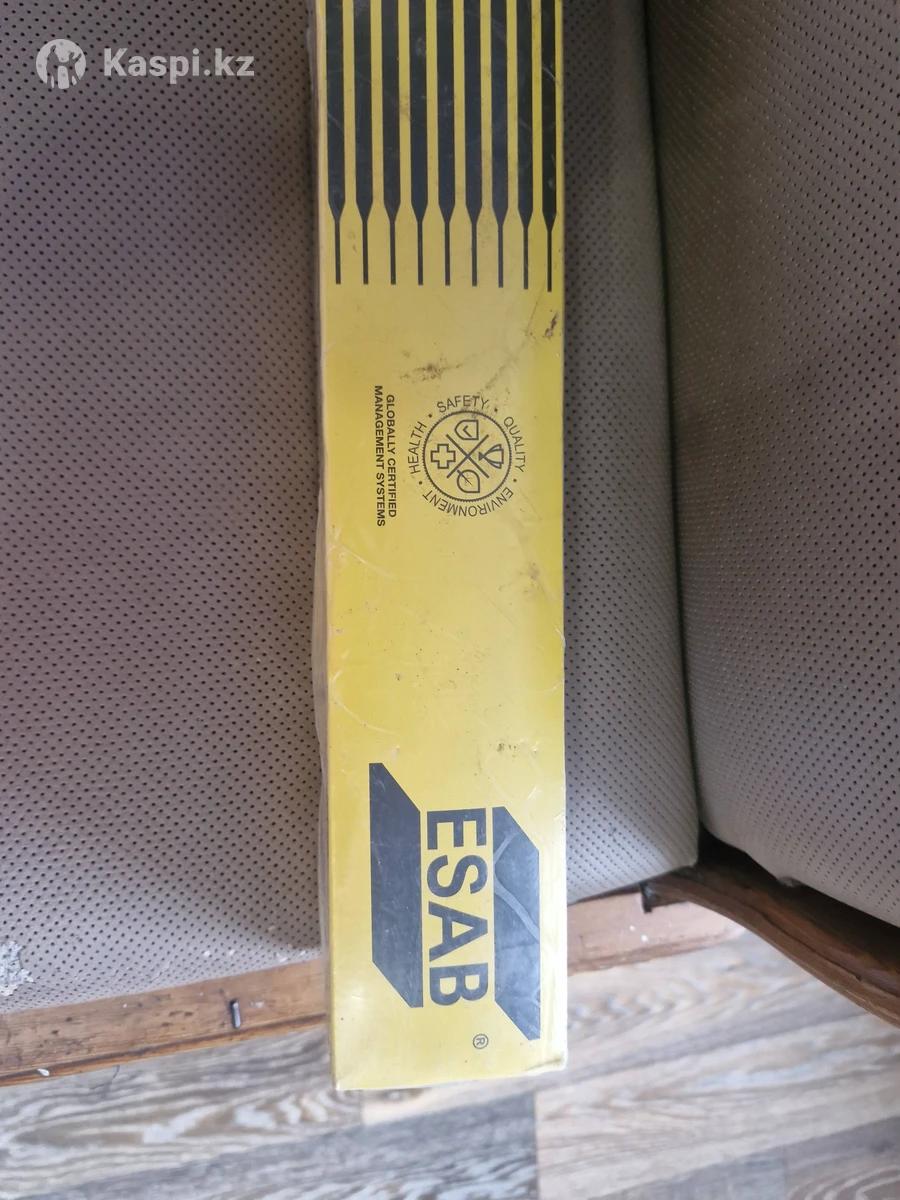 Kaspi.kz
HEALTH · SAFETY · QUALITY · ENVIRONMENT ·
GLOBALLY CERTIFIED
MANAGEMENT SYSTEMS
ESAB®